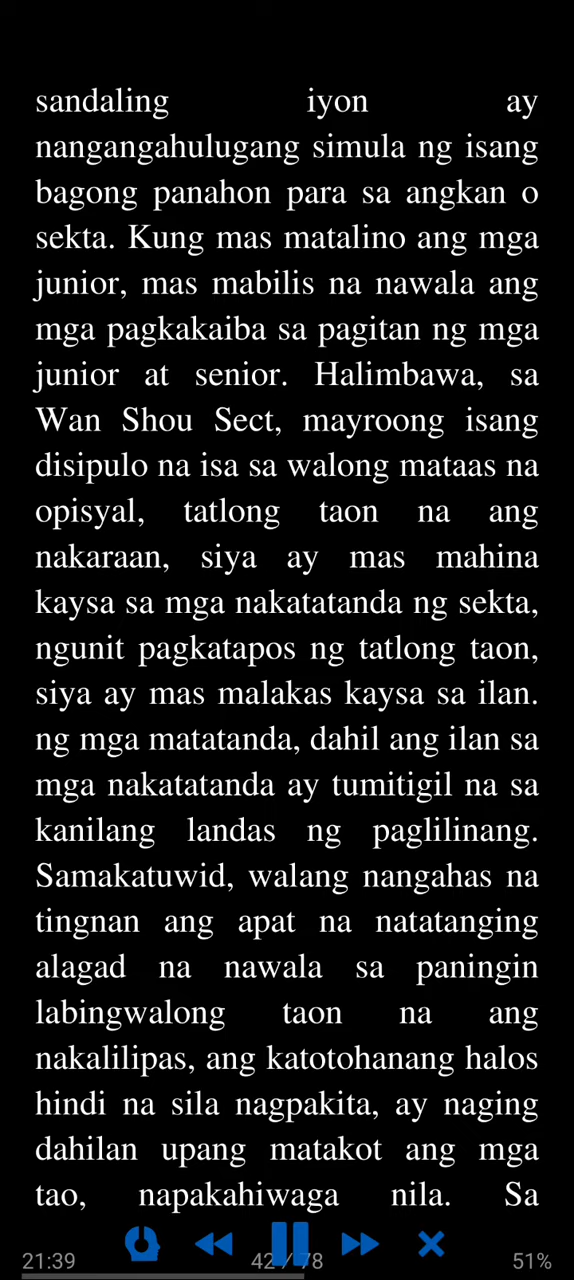 sandaling iyon ay
nangangahulugang simula ng isang
bagong panahon para sa angkan o
sekta. Kung mas matalino ang mga
junior, mas mabilis na nawala ang
mga pagkakaiba sa pagitan ng mga
junior at senior. Halimbawa, sa
Wan Shou Sect, mayroong isang
disipulo na isa sa walong mataas na
opisyal, tatlong taon na ang
nakaraan, siya ay mas mahina
kaysa sa mga nakatatanda ng sekta,
ngunit pagkatapos ng tatlong taon,
siya ay mas malakas kaysa sa ilan.
ng mga matatanda, dahil ang ilan sa
mga nakatatanda ay tumitigil na sa
kanilang landas ng paglilinang.
Samakatuwid, walang nangahas na
tingnan ang apat na natatanging
alagad na nawala sa paningin
labingwalong taon na ang
nakalilipas, ang katotohanang halos
hindi na sila nagpakita, ay naging
dahilan upang matakot ang mga
tao, napakahiwaga nila. Sa
21:39 42 / 78 51%